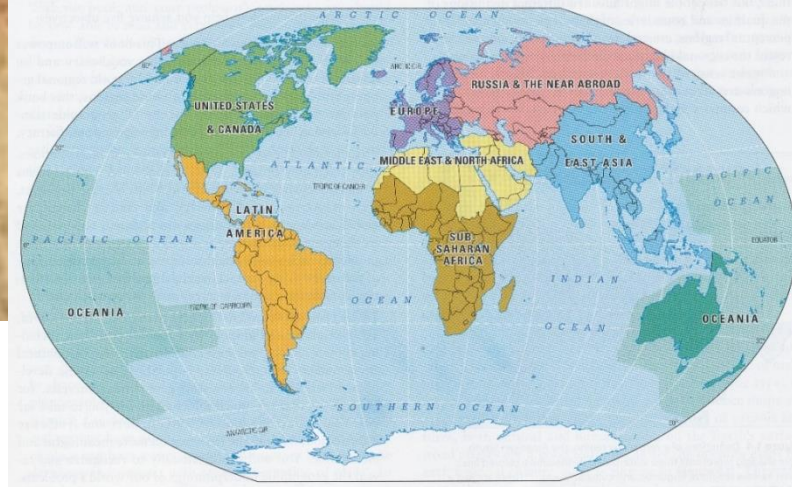 ARCTIC OCEAN
ARCTIC CIRCLE
RUSSIA & THE NEAR ABROAD
UNITED STATES
& CANADA
EUROPE
SOUTH &
EAST ASIA
ATLANTIC
MIDDLE EAST & NORTH AFRICA
TROPIC OF CANCER
PACIFIC
OCEAN
LATIN
AMERICA
PACIFIC OCEAN
SUB-
SAHARAN
AFRICA
EQUATOR
INDIAN
OCEANIA
TROPIC OF CAPRICORN
OCEAN
OCEAN
OCEANIA
SOUTHERN OCEAN
ANTARCTIC CIR